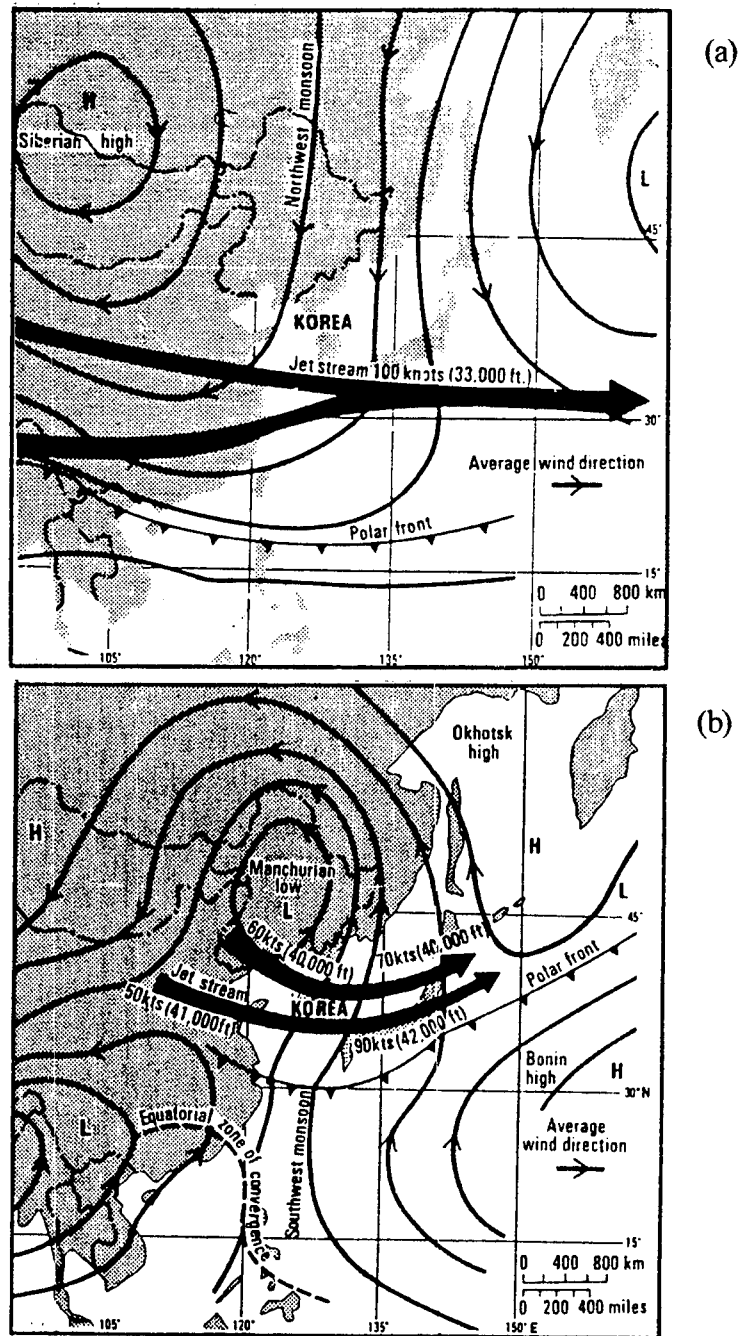 (a)
H
Siberian high
Northwest monsoon
L
45°
KOREA
Jet stream 100 knots (33,000 ft.)
30°
Average wind direction
Polar front
15°
0 400 800 km
0 200 400 miles
105° 120° 135° 150°
(b)
Okhotsk
high
H
H
Manchurian
low
L
L
45°
60kts (40,000 ft)
70kts (40,000 ft)
Jet stream
KOREA
50kts (41,000ft)
90kts (42,000 ft)
Polar front
Bonin
high
H
30°N
L
Equatorial zone of convergence
Southwest monsoon
Average
wind direction
15°
0 400 800 km
0 200 400 miles
105° 120° 135° 150° E